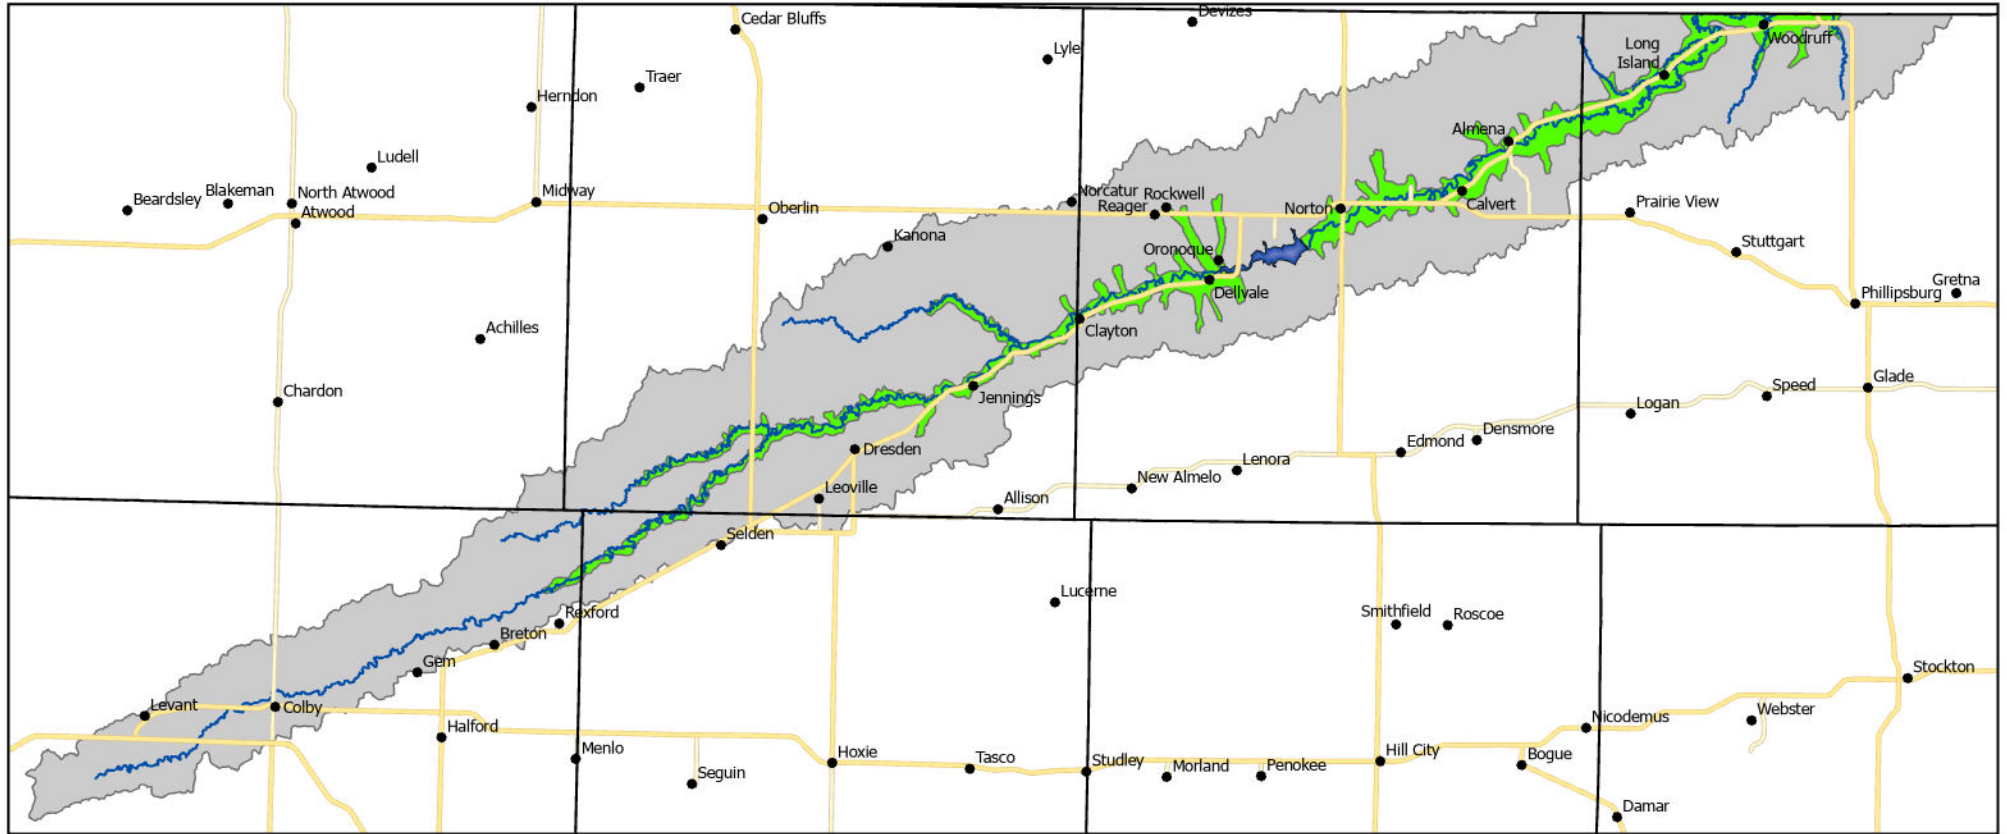 Cedar Bluffs
Devizes
Lyle
Long
Island
Woodruff
Traer
Herndon
Almena
Ludell
Beardsley
Blakeman
North Atwood
Atwood
Midway
Norcatur
Rockwell
Reager
Oberlin
Norton
Calvert
Prairie View
Kanona
Oronoque
Stuttgart
Dellvale
Gretna
Phillipsburg
Achilles
Clayton
Chardon
Jennings
Glade
Speed
Logan
Densmore
Edmond
Dresden
Lenora
New Almelo
Leoville
Allison
Selden
Lucerne
Smithfield
Roscoe
Rexford
Breton
Gem
Stockton
Levant
Colby
Nicodemus
Webster
Halford
Menlo
Hoxie
Tasco
Studley
Hill City
Bogue
Seguin
Morland
Penokee
Damar